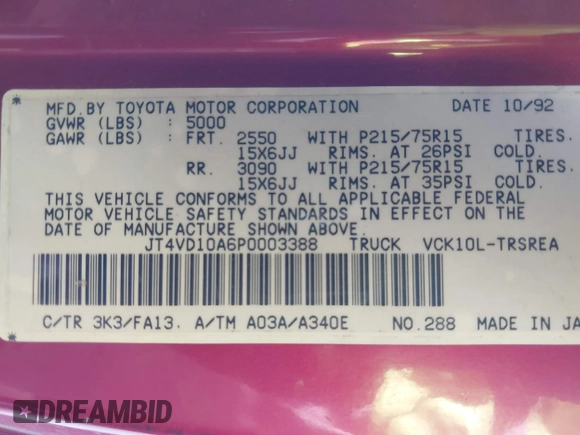 MFD.BY TOYOTA MOTOR CORPORATION DATE 10/92
GVWR (LBS) : 5000
GAWR (LBS) : FRT. 2550 WITH P215/75R15 TIRES.
15X6JJ RIMS. AT 26PSI COLD.
RR. 3090 WITH P215/75R15 TIRES.
15X6JJ RIMS. AT 35PSI COLD.
THIS VEHICLE CONFORMS TO ALL APPLICABLE FEDERAL
MOTOR VEHICLE SAFETY STANDARDS IN EFFECT ON THE
DATE OF MANUFACTURE SHOWN ABOVE.
JT4VD10A6P0003388 TRUCK VCK10L-TRSREA
C/TR 3K3/FA13. A/TM A03A/A340E NO.288 MADE IN JA
DREAMBID